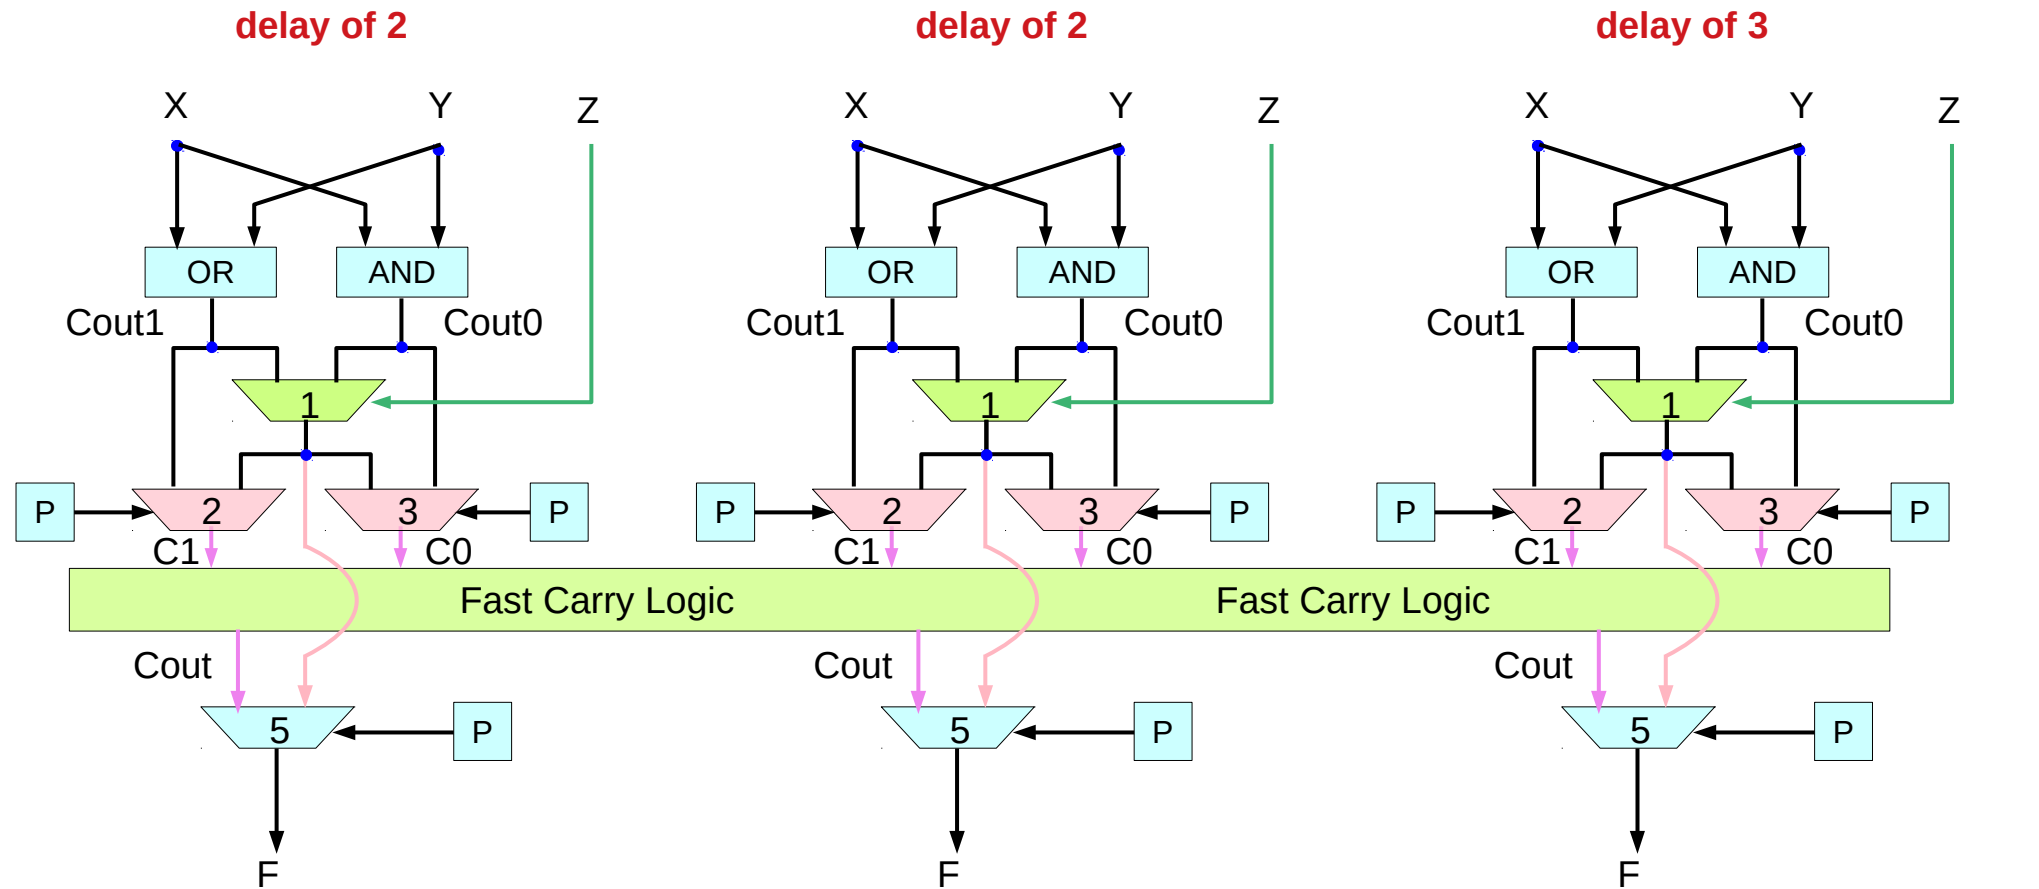 delay of 2 delay of 2 delay of 3
X Y Z X Y Z X Y Z
OR AND OR AND OR AND
Cout1 Cout0 Cout1 Cout0 Cout1 Cout0
1 1 1
P 2 3 P P 2 3 P P 2 3 P
C1 C0 C1 C0 C1 C0
Fast Carry Logic Fast Carry Logic
Cout Cout Cout
5 P 5 P 5 P
F F F